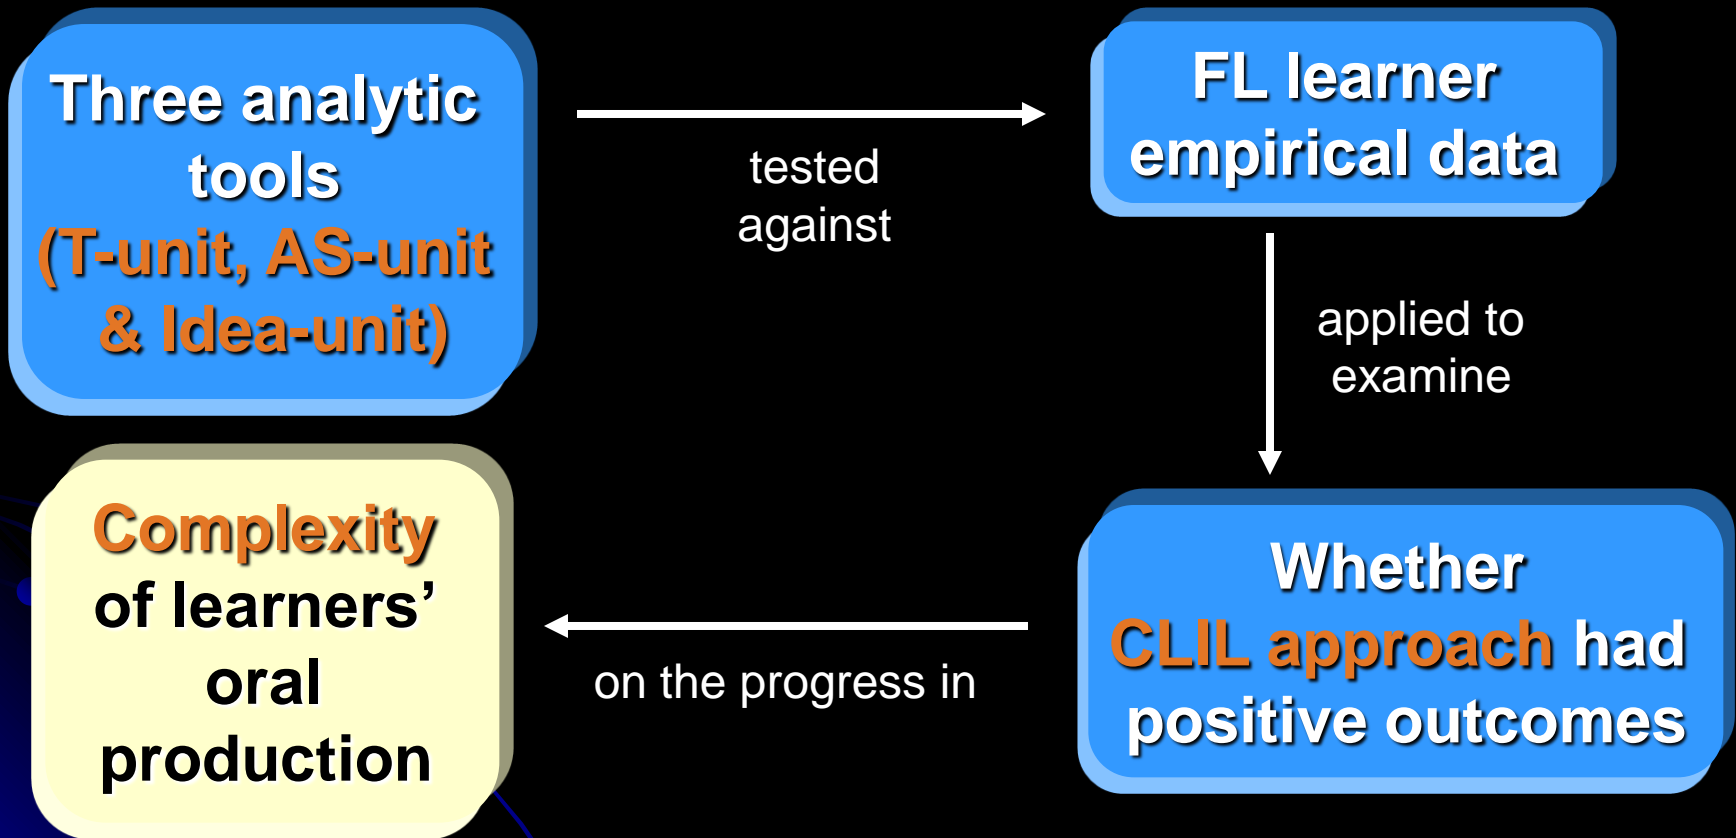 Three analytic
tools
(T-unit, AS-unit
& Idea-unit)
tested
against
FL learner
empirical data
applied to
examine
Whether
CLIL approach had
positive outcomes
on the progress in
Complexity
of learners’
oral
production